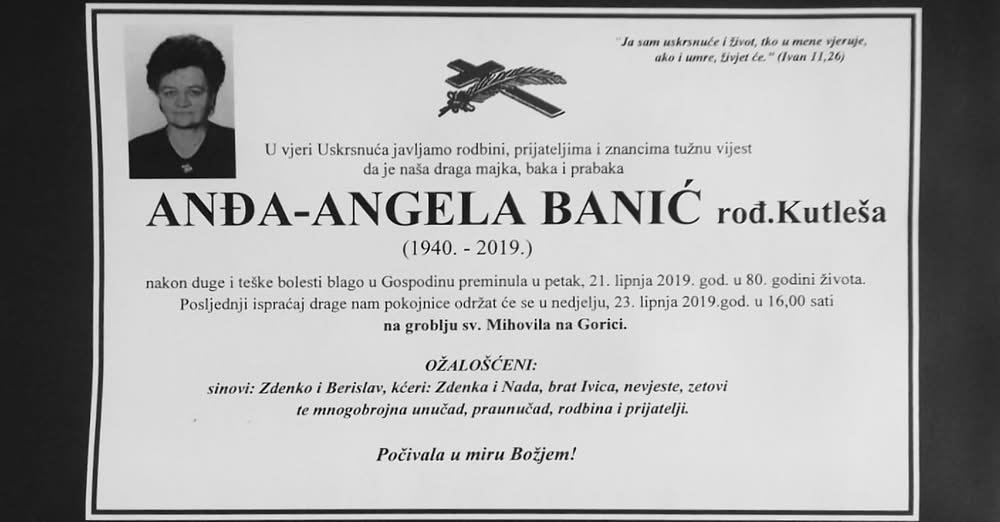 "Ja sam uskrsnuće i život, tko u mene vjeruje,
ako i umre, živjet će." (Ivan 11,26)
U vjeri Uskrsnuća javljamo rodbini, prijateljima i znancima tužnu vijest
da je naša draga majka, baka i prabaka
ANĐA-ANGELA BANIĆ rođ.Kutleša
(1940. - 2019.)
nakon duge i teške bolesti blago u Gospodinu preminula u petak, 21. lipnja 2019. god. u 80. godini života.
Posljednji ispraćaj drage nam pokojnice održat će se u nedjelju, 23. lipnja 2019.god. u 16,00 sati
na groblju sv. Mihovila na Gorici.
OŽALOŠĆENI:
sinovi: Zdenko i Berislav, kćeri: Zdenka i Nada, brat Ivica, nevjeste, zetovi
te mnogobrojna unučad, praunučad, rodbina i prijatelji.
Počivala u miru Božjem!